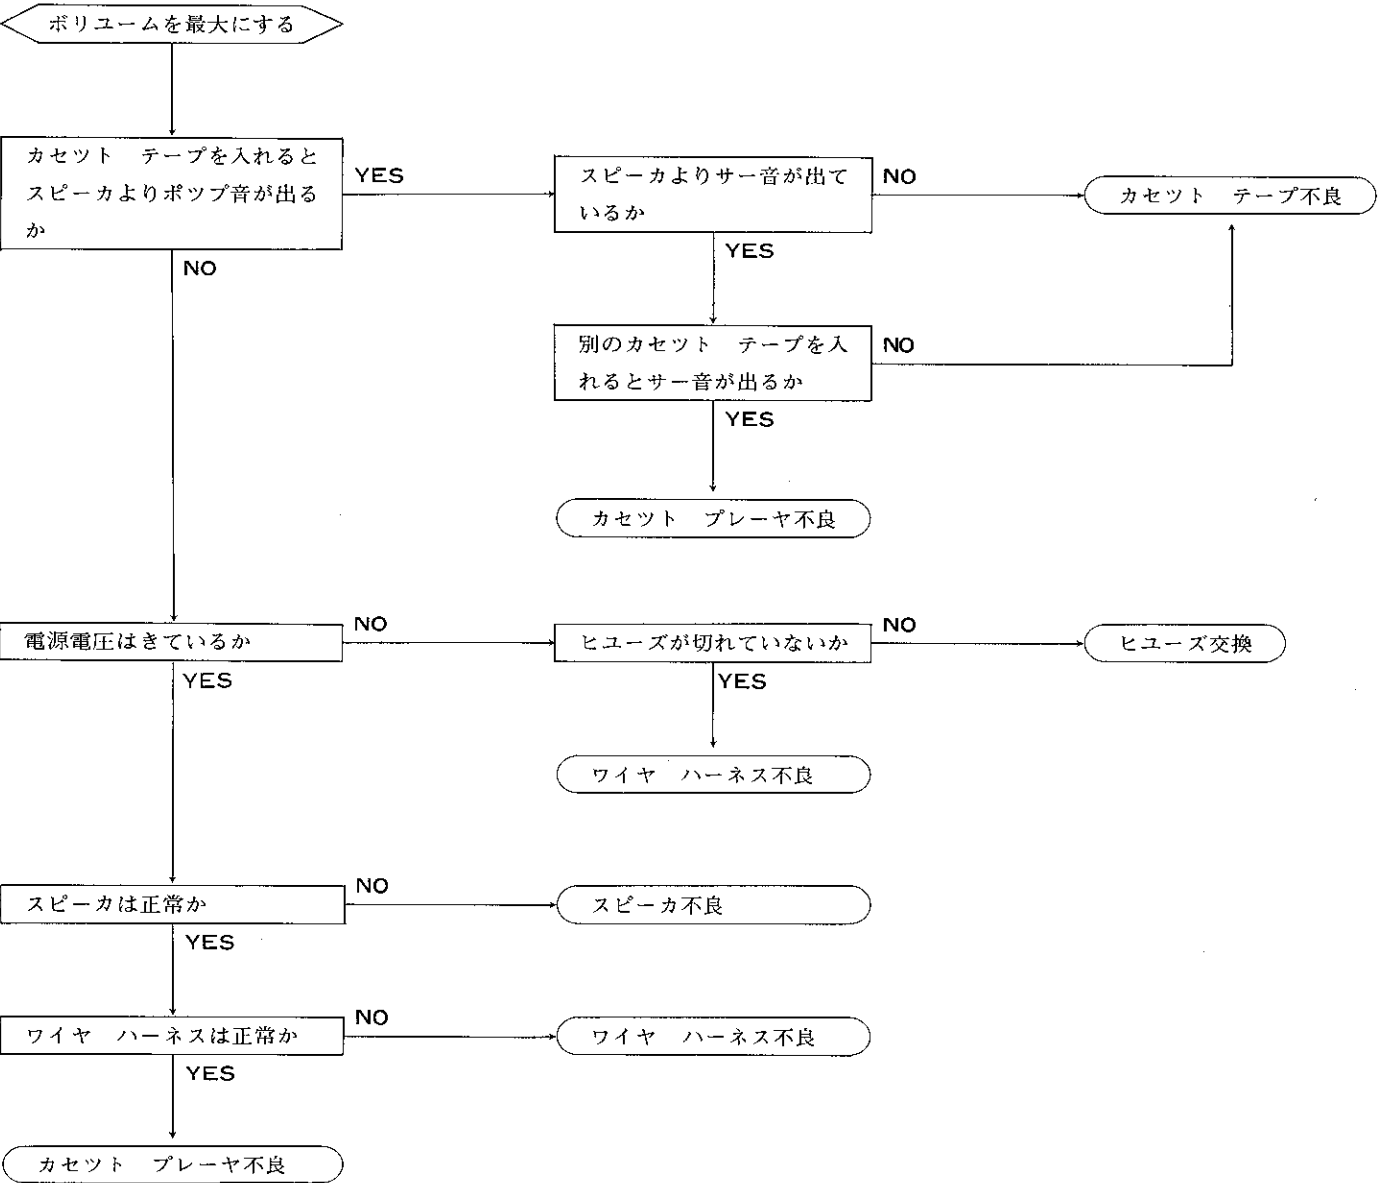 ボリユームを最大にする
カセツト　テープを入れると
スピーカよりポツプ音が出る
か
YES
スピーカよりサー音が出て
いるか
NO
カセツト　テープ不良
YES
NO
別のカセツト　テープを入
れるとサー音が出るか
NO
YES
カセツト　プレーヤ不良
電源電圧はきているか
NO
ヒユーズが切れていないか
NO
ヒユーズ交換
YES
YES
ワイヤ　ハーネス不良
スピーカは正常か
NO
スピーカ不良
YES
ワイヤ　ハーネスは正常か
NO
ワイヤ　ハーネス不良
YES
カセツト　プレーヤ不良